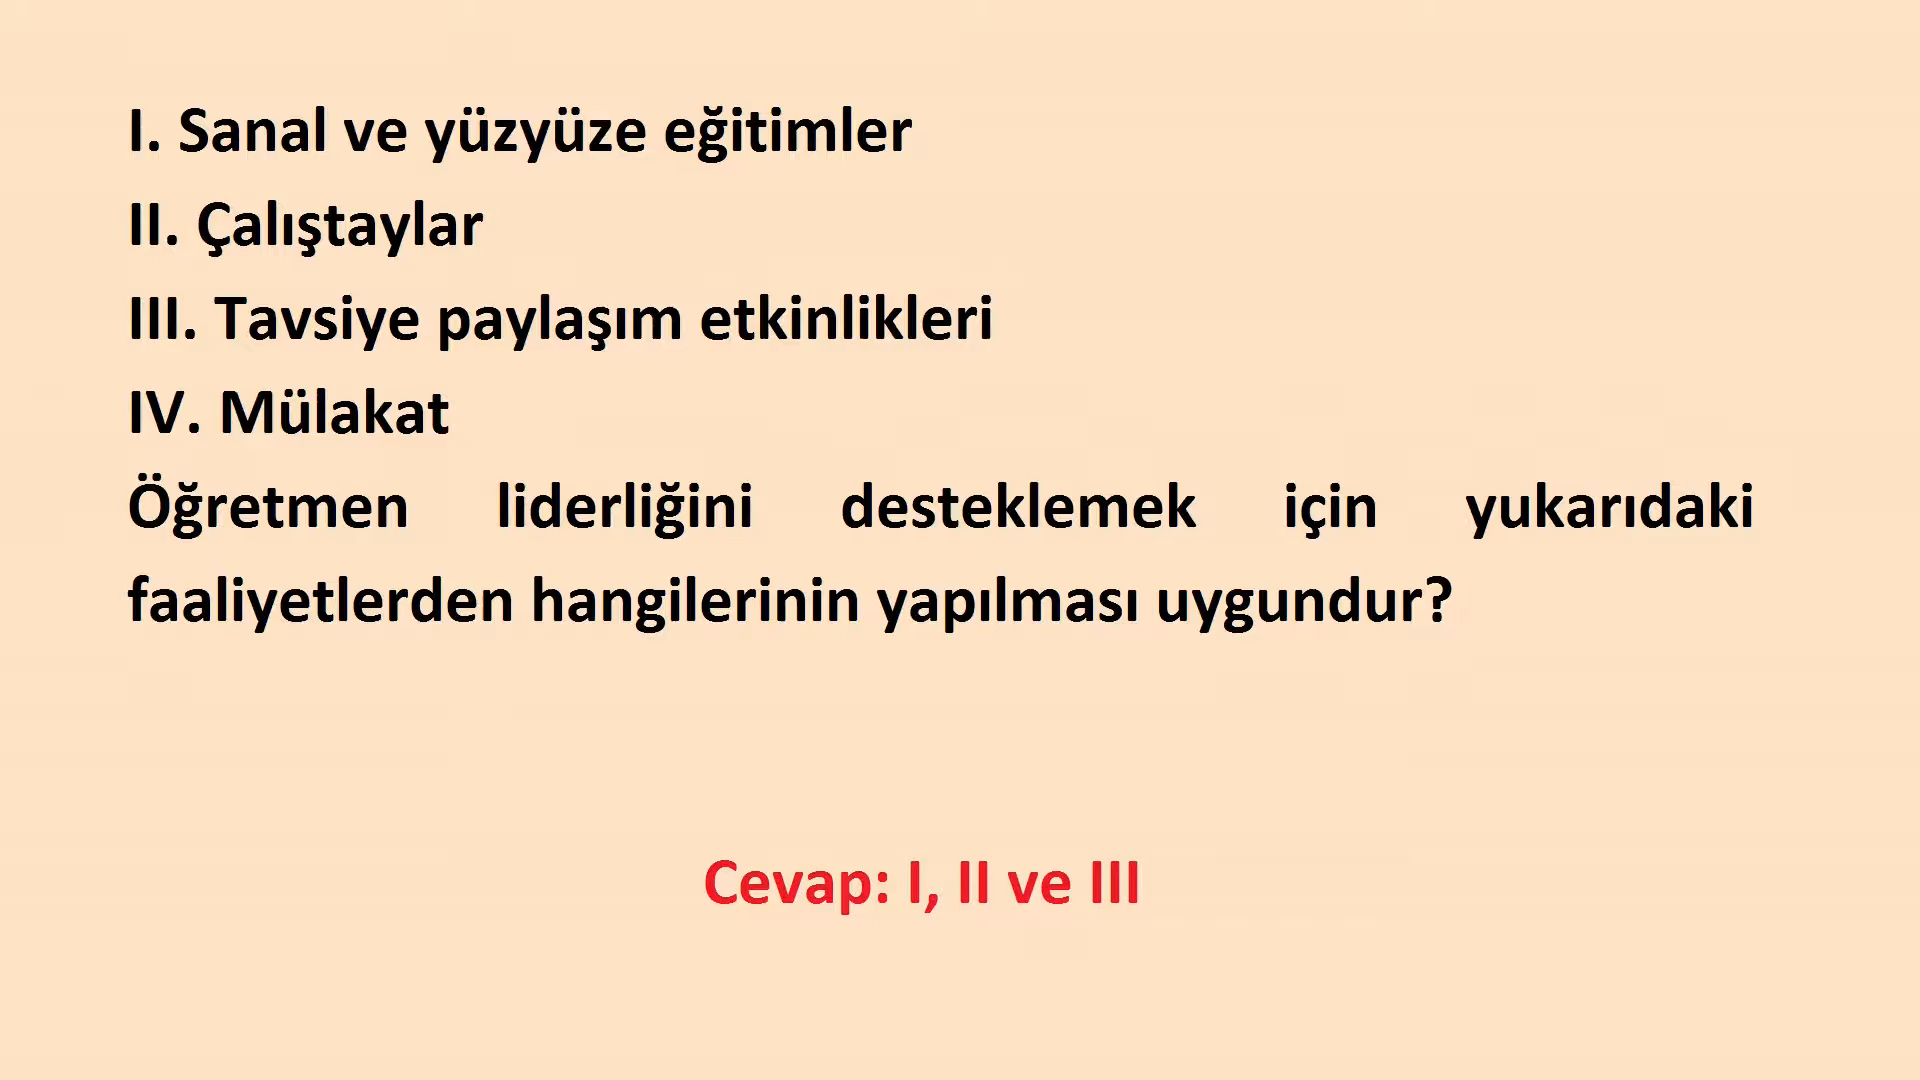 I. Sanal ve yüzyüze eğitimler
II. Çalıştaylar
III. Tavsiye paylaşım etkinlikleri
IV. Mülakat
Öğretmen liderliğini desteklemek için yukarıdaki
faaliyetlerden hangilerinin yapılması uygundur?
Cevap: I, II ve III